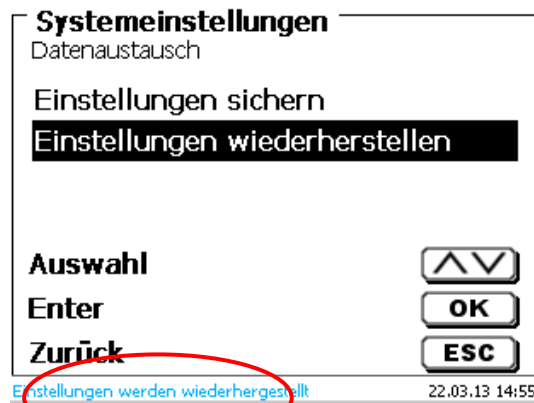 Systemeinstellungen
Datenaustausch
Einstellungen sichern
Einstellungen wiederherstellen
Auswahl
Enter OK
Zurück ESC
Einstellungen werden wiederhergestellt 22.03.13 14:55